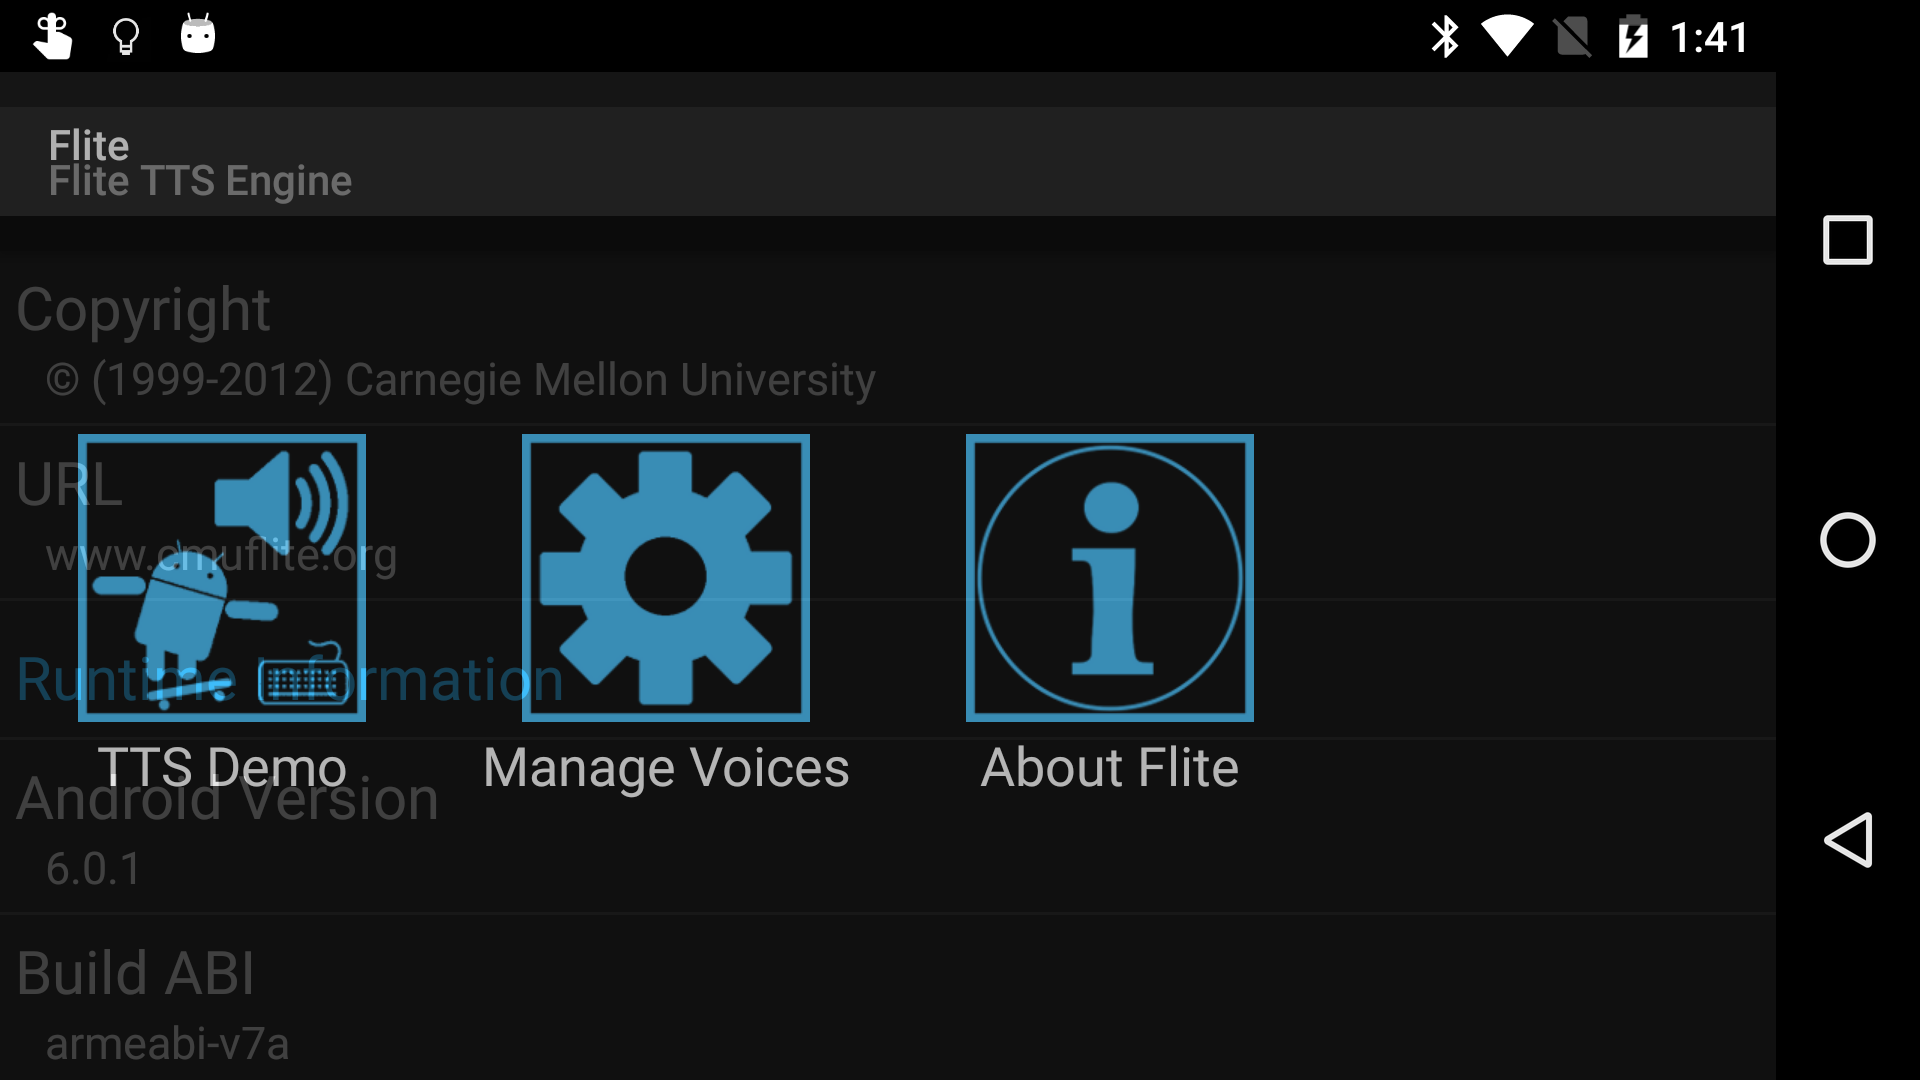 1:41
Flite
Flite TTS Engine
Copyright
© (1999-2012) Carnegie Mellon University
URL
www.cmuflite.org
Runtime Information
TTS Demo
Manage Voices
About Flite
Android Version
6.0.1
Build ABI
armeabi-v7a